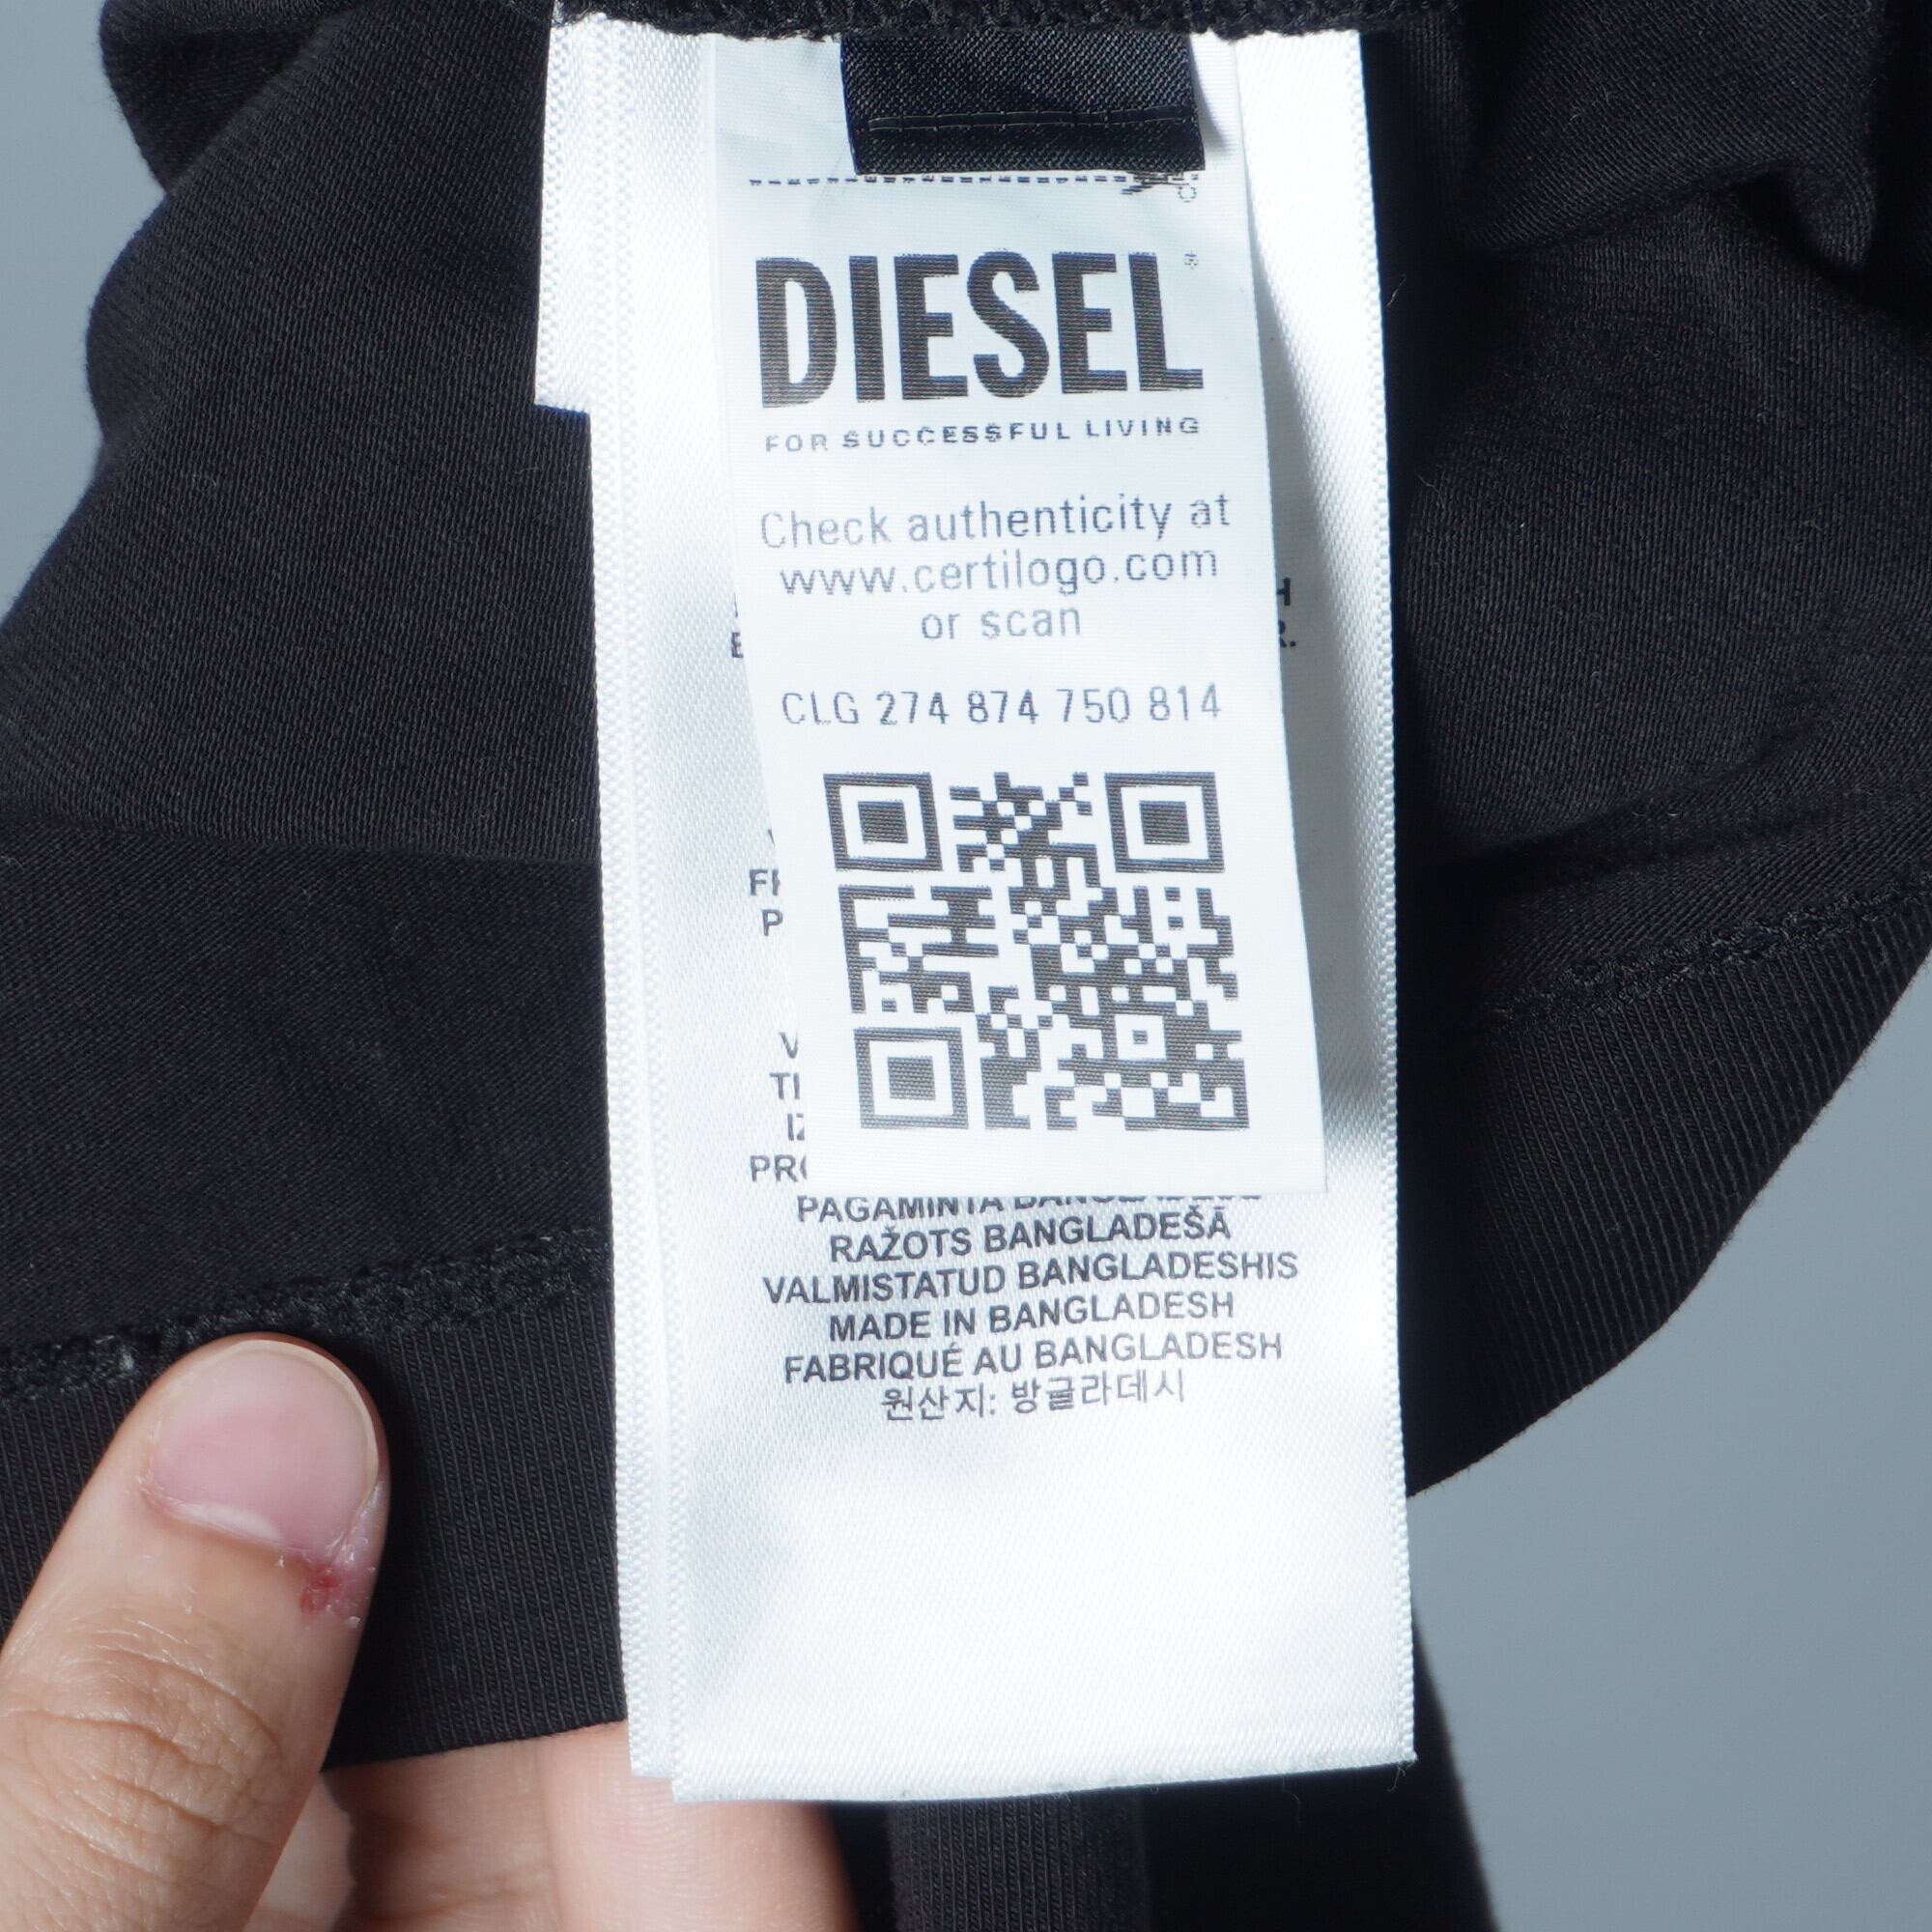 DIESEL®
FOR SUCCESSFUL LIVING
Check authenticity at
www.certilogo.com
or scan
CLG 274 874 750 814
PAGAMINTA
RAŽOTS BANGLADEŠĀ
VALMISTATUD BANGLADESHIS
MADE IN BANGLADESH
FABRIQUÉ AU BANGLADESH
원산지: 방글라데시